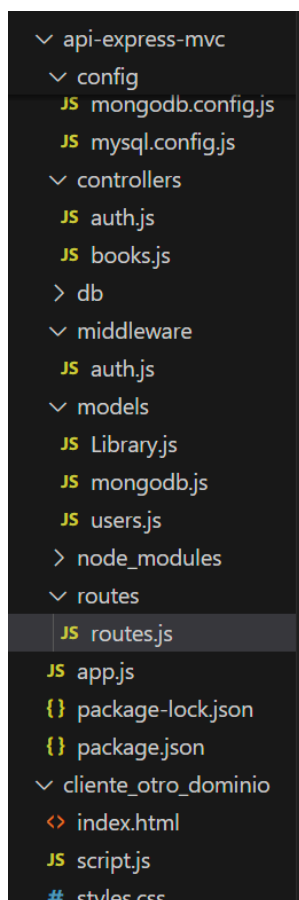 api-express-mvc
config
JS mongodb.config.js
JS mysql.config.js
controllers
JS auth.js
JS books.js
db
middleware
JS auth.js
models
JS Library.js
JS mongodb.js
JS users.js
node_modules
routes
JS routes.js
JS app.js
{} package-lock.json
{} package.json
cliente_otro_dominio
<> index.html
JS script.js
# styles.css